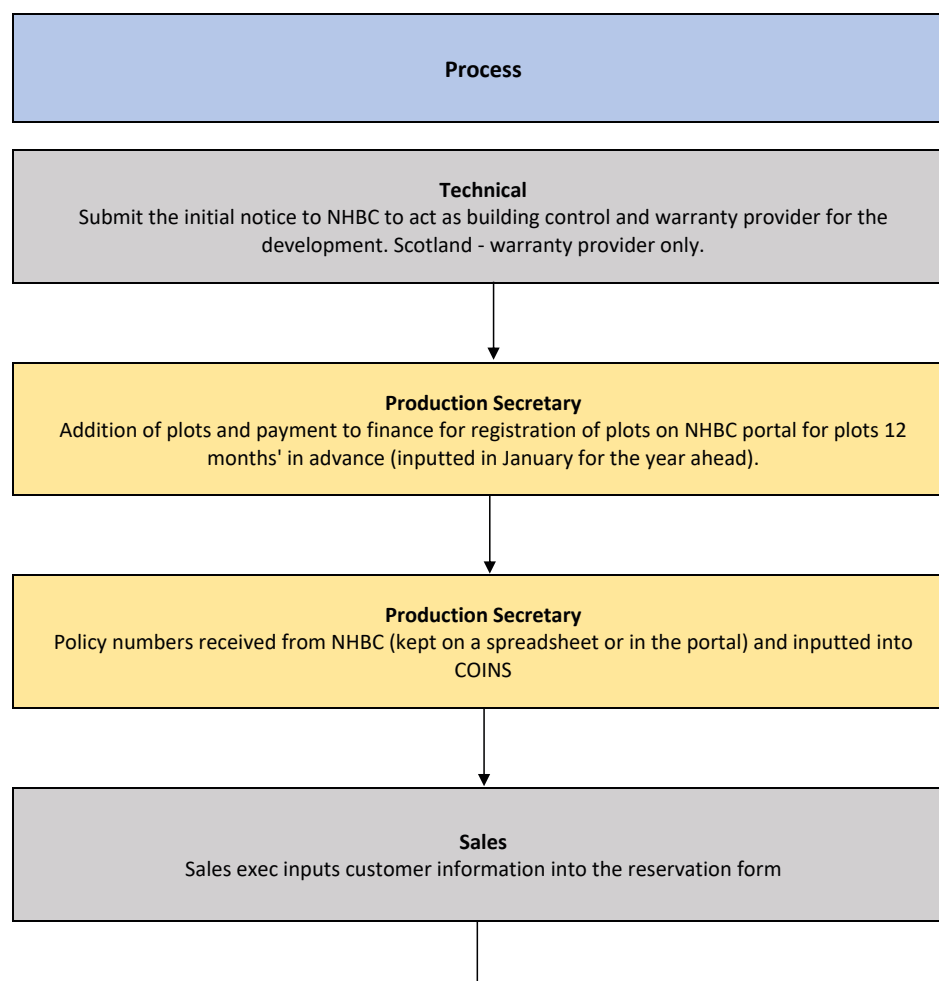 Process
Technical
Submit the initial notice to NHBC to act as building control and warranty provider for the
development. Scotland - warranty provider only.
Production Secretary
Addition of plots and payment to finance for registration of plots on NHBC portal for plots 12
months' in advance (inputted in January for the year ahead).
Production Secretary
Policy numbers received from NHBC (kept on a spreadsheet or in the portal) and inputted into
COINS
Sales
Sales exec inputs customer information into the reservation form